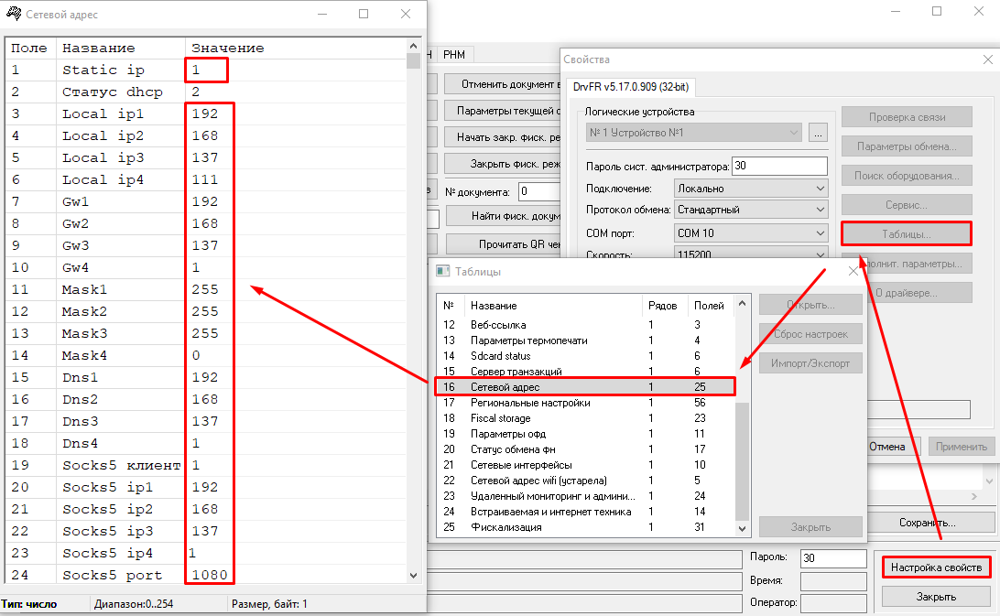 Сетевой адрес
Поле Название Значение
1 Static ip 1
2 Статус dhcp 2
3 Local ip1 192
4 Local ip2 168
5 Local ip3 137
6 Local ip4 111
7 Gw1 192
8 Gw2 168
9 Gw3 137
10 Gw4 1
11 Mask1 255
12 Mask2 255
13 Mask3 255
14 Mask4 0
15 Dns1 192
16 Dns2 168
17 Dns3 137
18 Dns4 1
19 Socks5 клиент 1
20 Socks5 ip1 192
21 Socks5 ip2 168
22 Socks5 ip3 137
23 Socks5 ip4 1
24 Socks5 port 1080
Тип: число Диапазон:0..254 Размер, байт: 1
РНМ
Отменить документ
Параметры текущей
Начать закр. фиск.
Закрыть фиск.
№ документа: 0
Найти фиск.
Прочитать QR
Свойства
DrvFR v5.17.0.909 (32-bit)
Логические устройства
№ 1 Устройство №1 ...
Пароль сист. администратора: 30
Подключение: Локально
Протокол обмена: Стандартный
COM порт: COM 10
Скорость: 115200
Проверка связи
Параметры обмена...
Поиск оборудования...
Сервис...
Таблицы...
параметры...
О драйвере...
Отмена Применить
Таблицы
№ Название Рядов Полей
12 Веб-ссылка 1 3
13 Параметры термопечати 1 4
14 Sdcard status 1 6
15 Сервер транзакций 1 6
16 Сетевой адрес 1 25
17 Региональные настройки 1 56
18 Fiscal storage 1 23
19 Параметры офд 1 11
20 Статус обмена фн 1 17
21 Сетевые интерфейсы 1 10
22 Сетевой адрес wifi (устарела) 1 5
23 Удаленный мониторинг и админи... 1 24
24 Встраиваемая и интернет техника 1 14
25 Фискализация 1 31
Открыть...
Сброс настроек
Импорт/Экспорт
Закрыть
Сохранить...
Пароль: 30
Время:
Оператор:
Настройка свойств
Закрыть